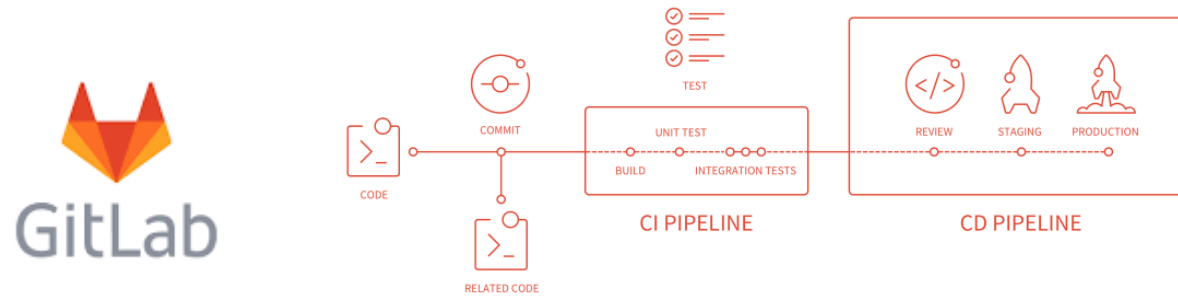 GitLab
CODE
COMMIT
RELATED CODE
TEST
UNIT TEST
BUILD
INTEGRATION TESTS
CI PIPELINE
REVIEW
STAGING
PRODUCTION
CD PIPELINE